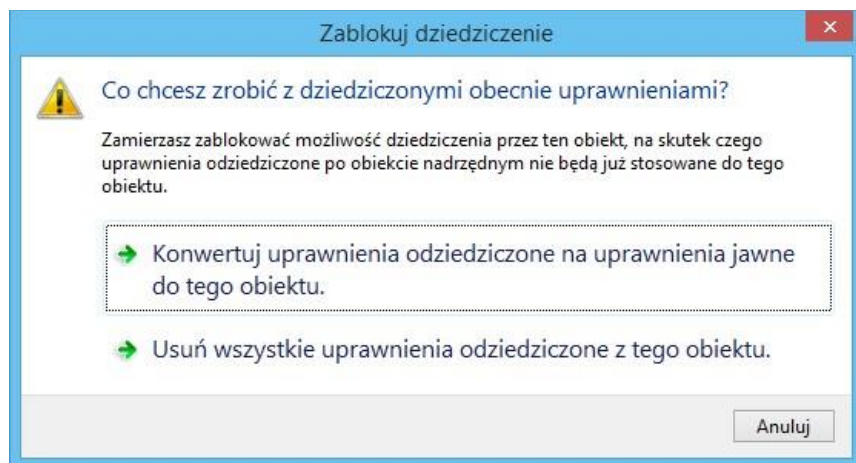 Zablokuj dziedziczenie
Co chcesz zrobić z dziedziczonymi obecnie uprawnieniami?
Zamierzasz zablokować możliwość dziedziczenia przez ten obiekt, na skutek czego
uprawnienia odziedziczone po obiekcie nadrzędnym nie będą już stosowane do tego
obiektu.
Konwertuj uprawnienia odziedziczone na uprawnienia jawne
do tego obiektu.
Usuń wszystkie uprawnienia odziedziczone z tego obiektu.
Anuluj